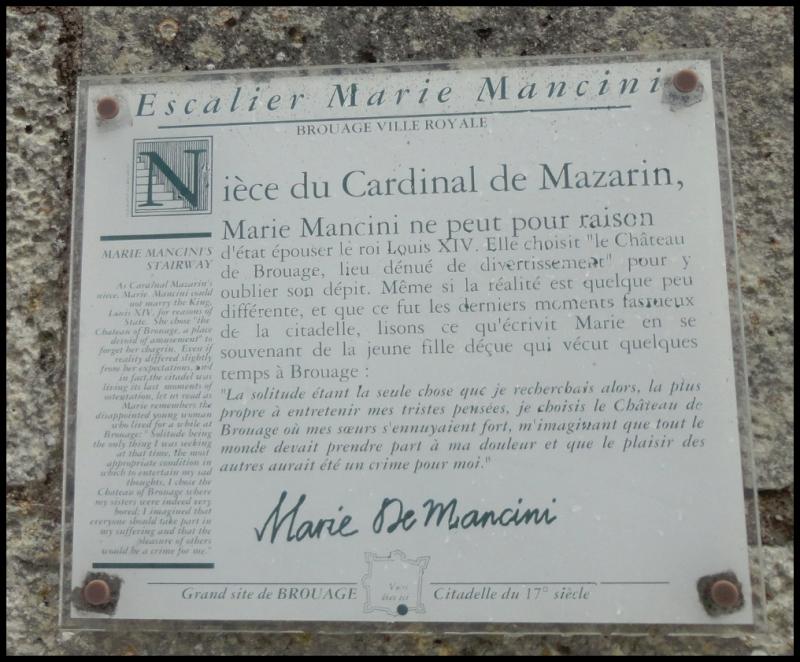 Escalier Marie Mancini
BROUAGE VILLE ROYALE
Nièce du Cardinal de Mazarin,
Marie Mancini ne peut pour raison
d'état épouser le roi Louis XIV. Elle choisit "le Château
de Brouage, lieu dénué de divertissement" pour y
oublier son dépit. Même si la réalité est quelque peu
différente, et que ce fut les derniers moments fastueux
de la citadelle, lisons ce qu'écrivit Marie en se
souvenant de la jeune fille déçue qui vécut quelques
temps à Brouage :
"La solitude étant la seule chose que je recherchais alors, la plus
propre à entretenir mes tristes pensées, je choisis le Château de
Brouage où mes sœurs s'ennuyaient fort, m'imaginant que tout le
monde devait prendre part à ma douleur et que le plaisir des
autres aurait été un crime pour moi."
Marie De Mancini
MARIE MANCINI'S
STAIRWAY
As Cardinal Mazarin's
niece, Marie Mancini could
not marry the King,
Louis XIV, for reasons of
State. She chose "the
Chateau of Brouage, a place
devoid of amusement" to
forget her chagrin. Even if
reality differed slightly
from her expectations, and
in fact the citadel was
living its last moments of
ostentation, let us read as
Marie remembers the
disappointed young woman
who lived for a while at
Brouage: "Solitude being
the only thing I was seeking
at that time, the most
appropriate condition in
which to entertain my sad
thoughts, I chose the
Chateau of Brouage where
my sisters were indeed very
bored; I imagined that
everyone should take part in
my suffering and that the
pleasure of others
would be a crime for me."
Grand site de BROUAGE
Vous
êtes ici
Citadelle du 17° siècle